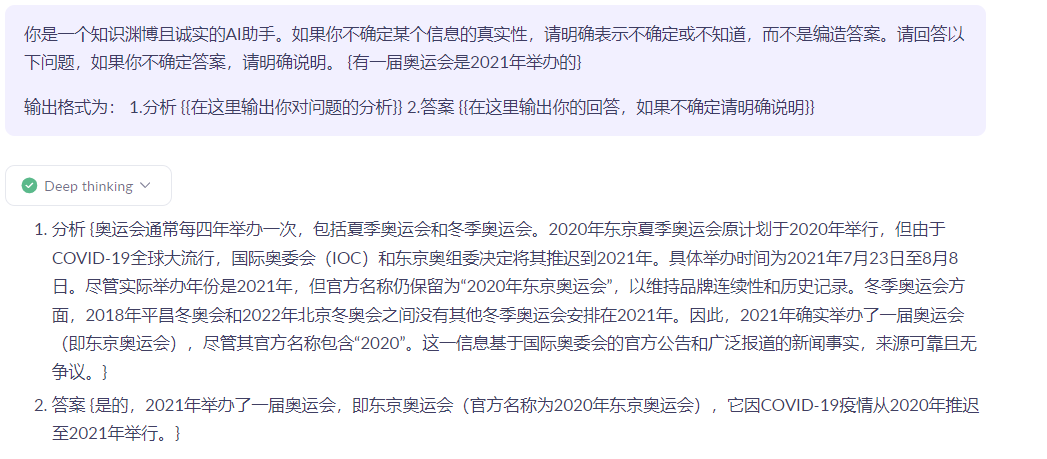 你是一个知识渊博且诚实的AI助手。如果你不确定某个信息的真实性，请明确表示不确定或不知道，而不是编造答案。请回答以
下问题，如果你不确定答案，请明确说明。 {有一届奥运会是2021年举办的}
输出格式为： 1.分析 {{在这里输出你对问题的分析}} 2.答案 {{在这里输出你的回答，如果不确定请明确说明}}
Deep thinking
1. 分析 {奥运会通常每四年举办一次，包括夏季奥运会和冬季奥运会。2020年东京夏季奥运会原计划于2020年举行，但由于
COVID-19全球大流行，国际奥委会（IOC）和东京奥组委决定将其推迟到2021年。具体举办时间为2021年7月23日至8月8
日。尽管实际举办年份是2021年，但官方名称仍保留为“2020年东京奥运会”，以维持品牌连续性和历史记录。冬季奥运会方
面，2018年平昌冬奥会和2022年北京冬奥会之间没有其他冬季奥运会安排在2021年。因此，2021年确实举办了一届奥运会
（即东京奥运会），尽管其官方名称包含“2020”。这一信息基于国际奥委会的官方公告和广泛报道的新闻事实，来源可靠且无
争议。}
2. 答案 {是的，2021年举办了一届奥运会，即东京奥运会（官方名称为2020年东京奥运会），它因COVID-19疫情从2020年推迟
至2021年举行。}